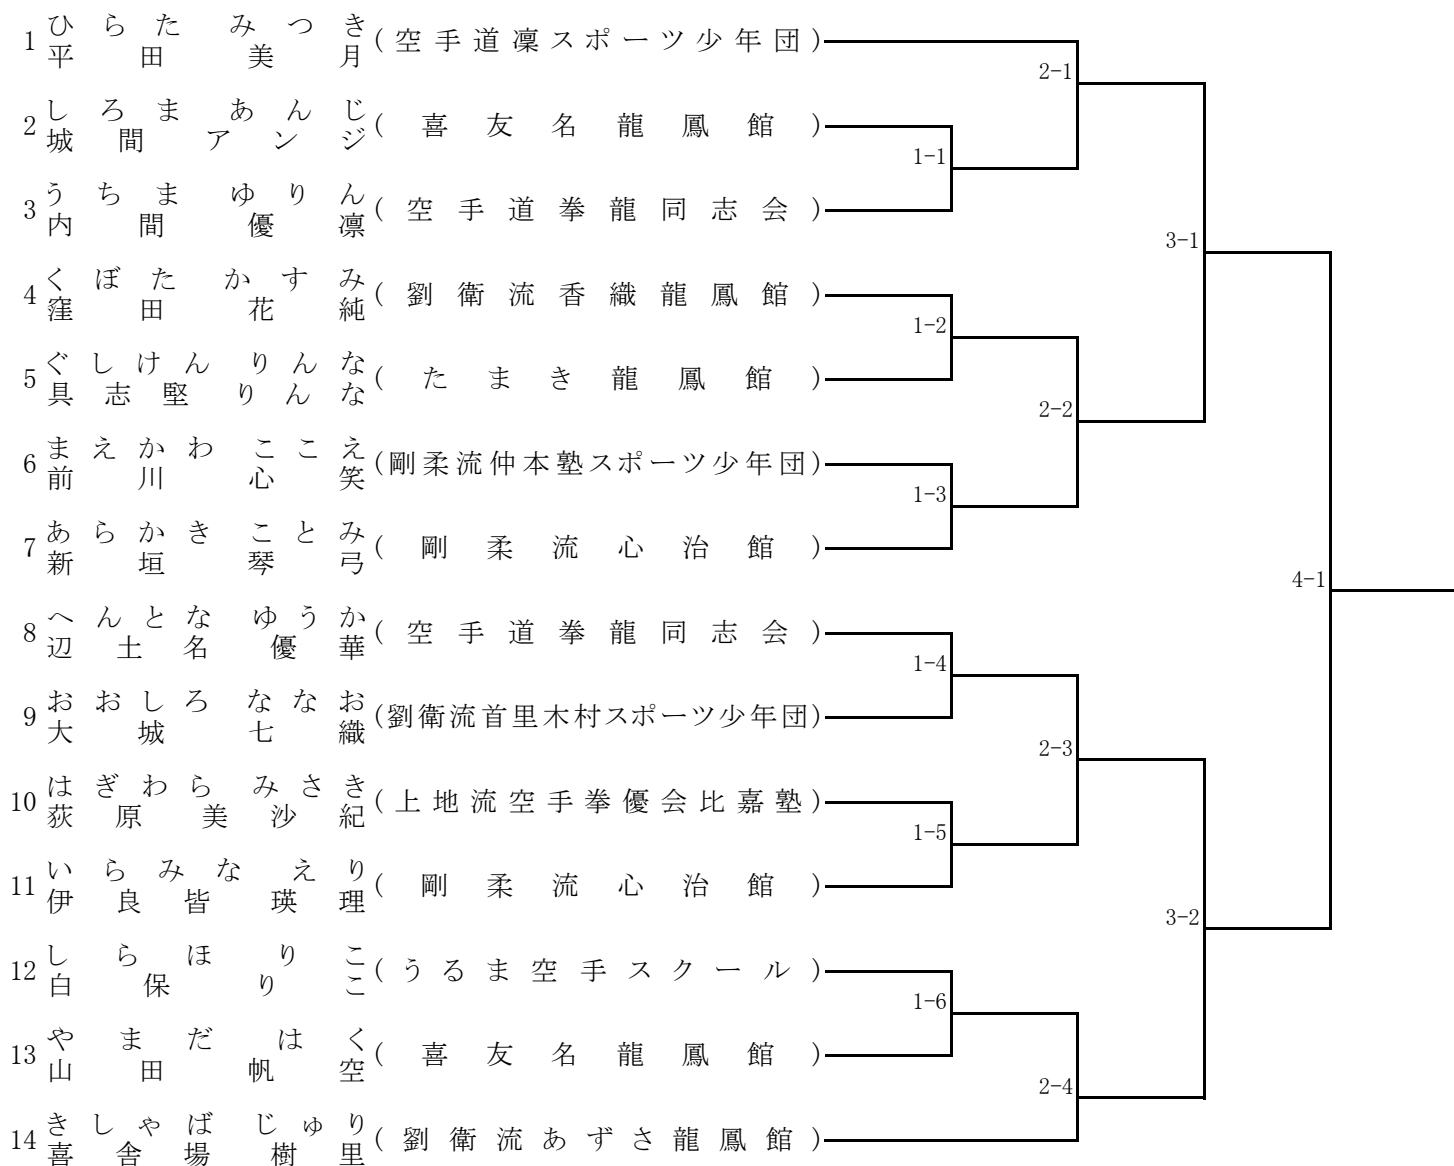 ひらた みつき
1 平田 美月 (空手道凜スポーツ少年団)
2-1
しろま あんじ
2 城間 アンジ (喜友名龍鳳館)
1-1
うちま ゆりん
3 内間 優凛 (空手道拳龍同志会)
3-1
くぼた かすみ
4 窪田 花純 (劉衛流香織龍鳳館)
1-2
ぐしけん りんな
5 具志堅 りんな (たまき龍鳳館)
2-2
まえかわ ここえ
6 前川 心笑 (剛柔流仲本塾スポーツ少年団)
1-3
あらかき ことみ
7 新垣 琴弓 (剛柔流心治館)
4-1
へんとな ゆうか
8 辺土名 優華 (空手道拳龍同志会)
1-4
おおしろ ななお
9 大城 七織 (劉衛流首里木村スポーツ少年団)
2-3
はぎわら みさき
10 荻原 美沙紀 (上地流空手拳優会比嘉塾)
1-5
いらみな えり
11 伊良皆 瑛理 (剛柔流心治館)
3-2
しらほ りこ
12 白保 りこ (うるま空手スクール)
1-6
やまだ はく
13 山田 帆空 (喜友名龍鳳館)
2-4
きしゃば じゅり
14 喜舎場 樹里 (劉衛流あずさ龍鳳館)